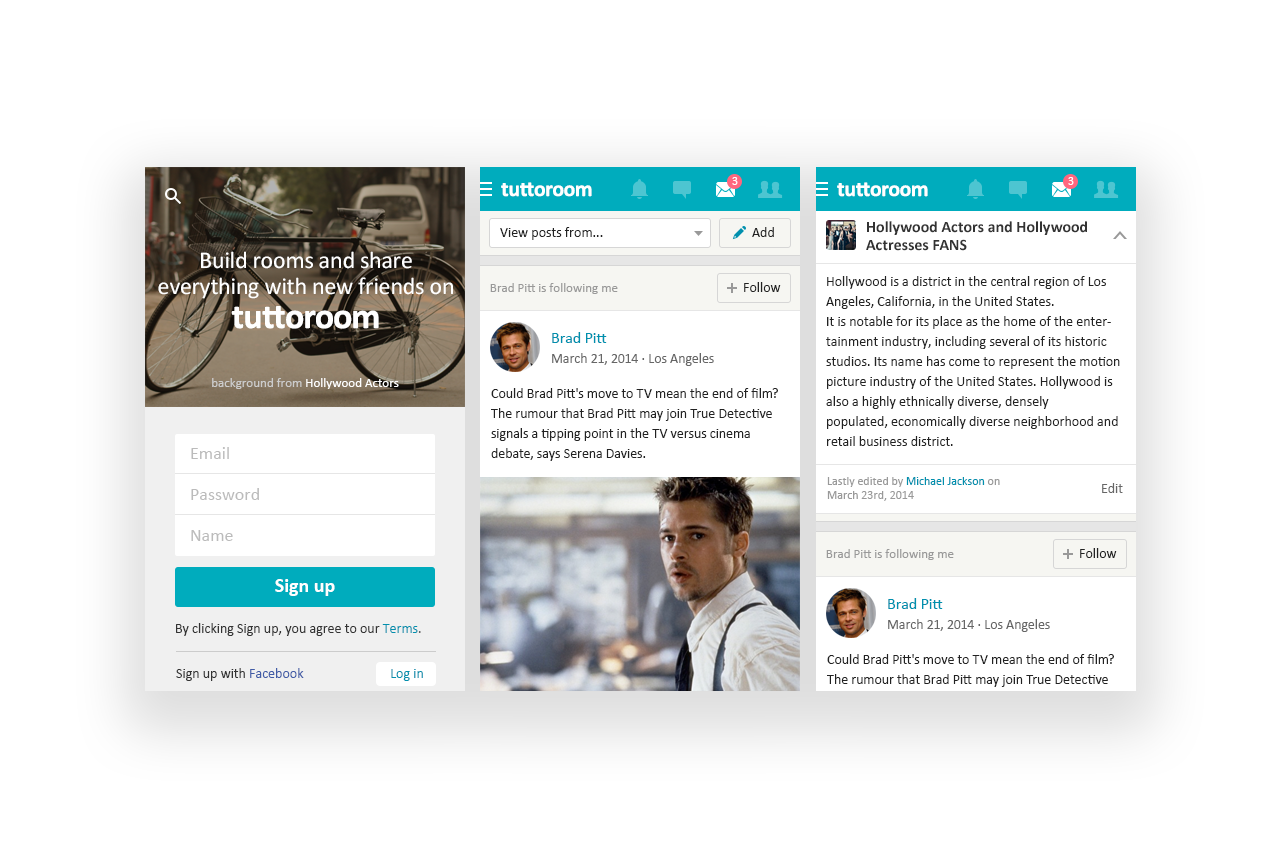 Build rooms and share
everything with new friends on
tuttoroom
background from Hollywood Actors
Email
Password
Name
Sign up
By clicking Sign up, you agree to our Terms.
Sign up with Facebook
Log in
tuttoroom
3
View posts from...
Add
Brad Pitt is following me
+ Follow
Brad Pitt
March 21, 2014 · Los Angeles
Could Brad Pitt's move to TV mean the end of film?
The rumour that Brad Pitt may join True Detective
signals a tipping point in the TV versus cinema
debate, says Serena Davies.
tuttoroom
3
Hollywood Actors and Hollywood
Actresses FANS
Hollywood is a district in the central region of Los
Angeles, California, in the United States.
It is notable for its place as the home of the enter-
tainment industry, including several of its historic
studios. Its name has come to represent the motion
picture industry of the United States. Hollywood is
also a highly ethnically diverse, densely
populated, economically diverse neighborhood and
retail business district.
Lastly edited by Michael Jackson on
March 23rd, 2014
Edit
Brad Pitt is following me
+ Follow
Brad Pitt
March 21, 2014 · Los Angeles
Could Brad Pitt's move to TV mean the end of film?
The rumour that Brad Pitt may join True Detective